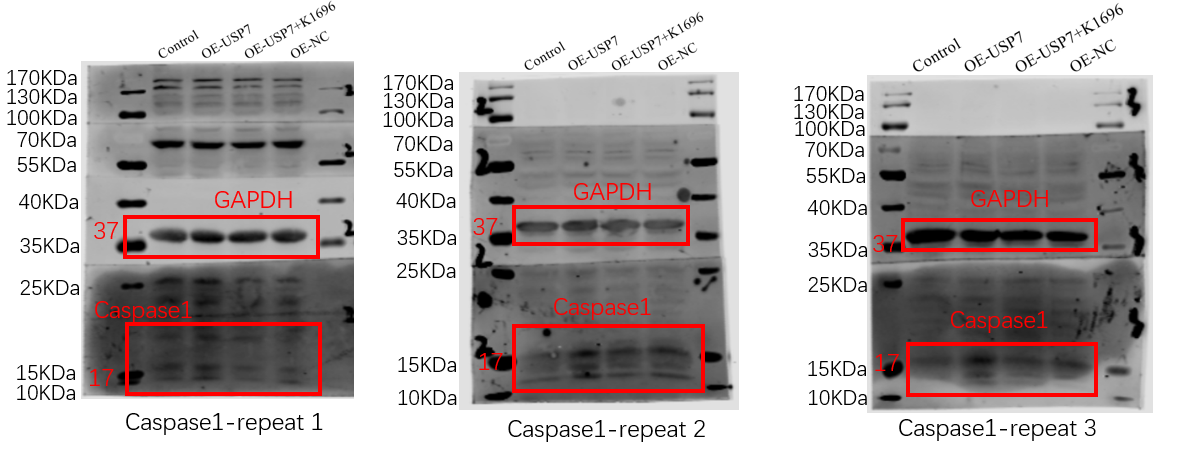 Control OE-USP7 OE-USP7+K1696 OE-NC
170KDa
130KDa
100KDa
70KDa
55KDa
40KDa
35KDa
25KDa
15KDa
10KDa
GAPDH
37
Caspase1
17
Caspase1-repeat 1
Control OE-USP7 OE-USP7+K1696 OE-NC
170KDa
130KDa
100KDa
70KDa
55KDa
40KDa
35KDa
25KDa
15KDa
10KDa
GAPDH
37
Caspase1
17
Caspase1-repeat 2
Control OE-USP7 OE-USP7+K1696 OE-NC
170KDa
130KDa
100KDa
70KDa
55KDa
40KDa
35KDa
25KDa
15KDa
10KDa
GAPDH
37
Caspase1
17
Caspase1-repeat 3